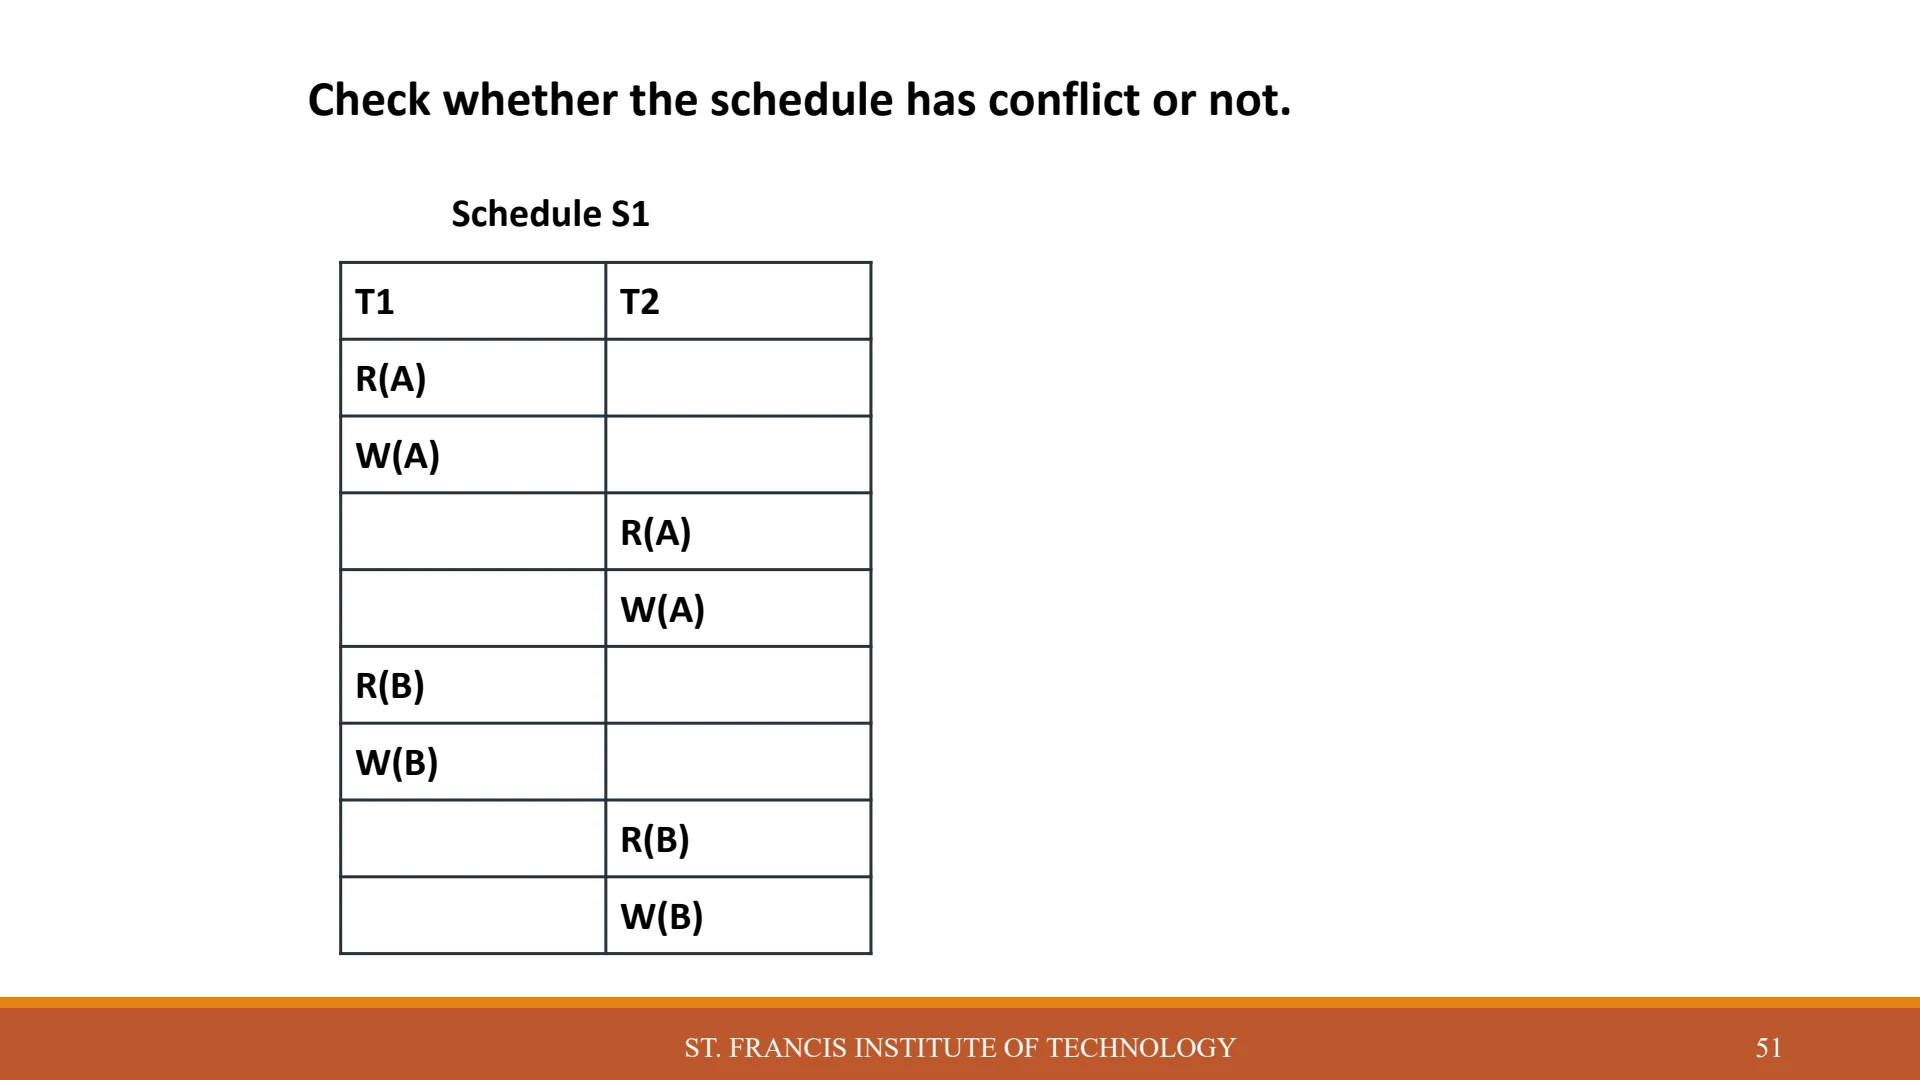 Check whether the schedule has conflict or not.
Schedule S1
T1 T2
R(A)
W(A)
R(A)
W(A)
R(B)
W(B)
R(B)
W(B)
ST. FRANCIS INSTITUTE OF TECHNOLOGY 51